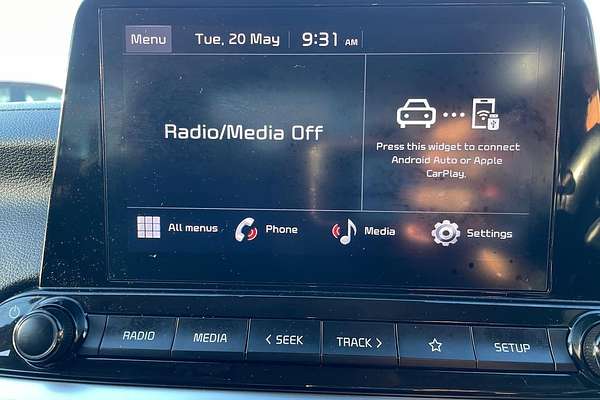 Menu
Tue, 20 May
9:31 AM
Radio/Media Off
Press this widget to connect
Android Auto or Apple
CarPlay.
All menus
Phone
Media
Settings
RADIO
MEDIA
< SEEK
TRACK >
SETUP